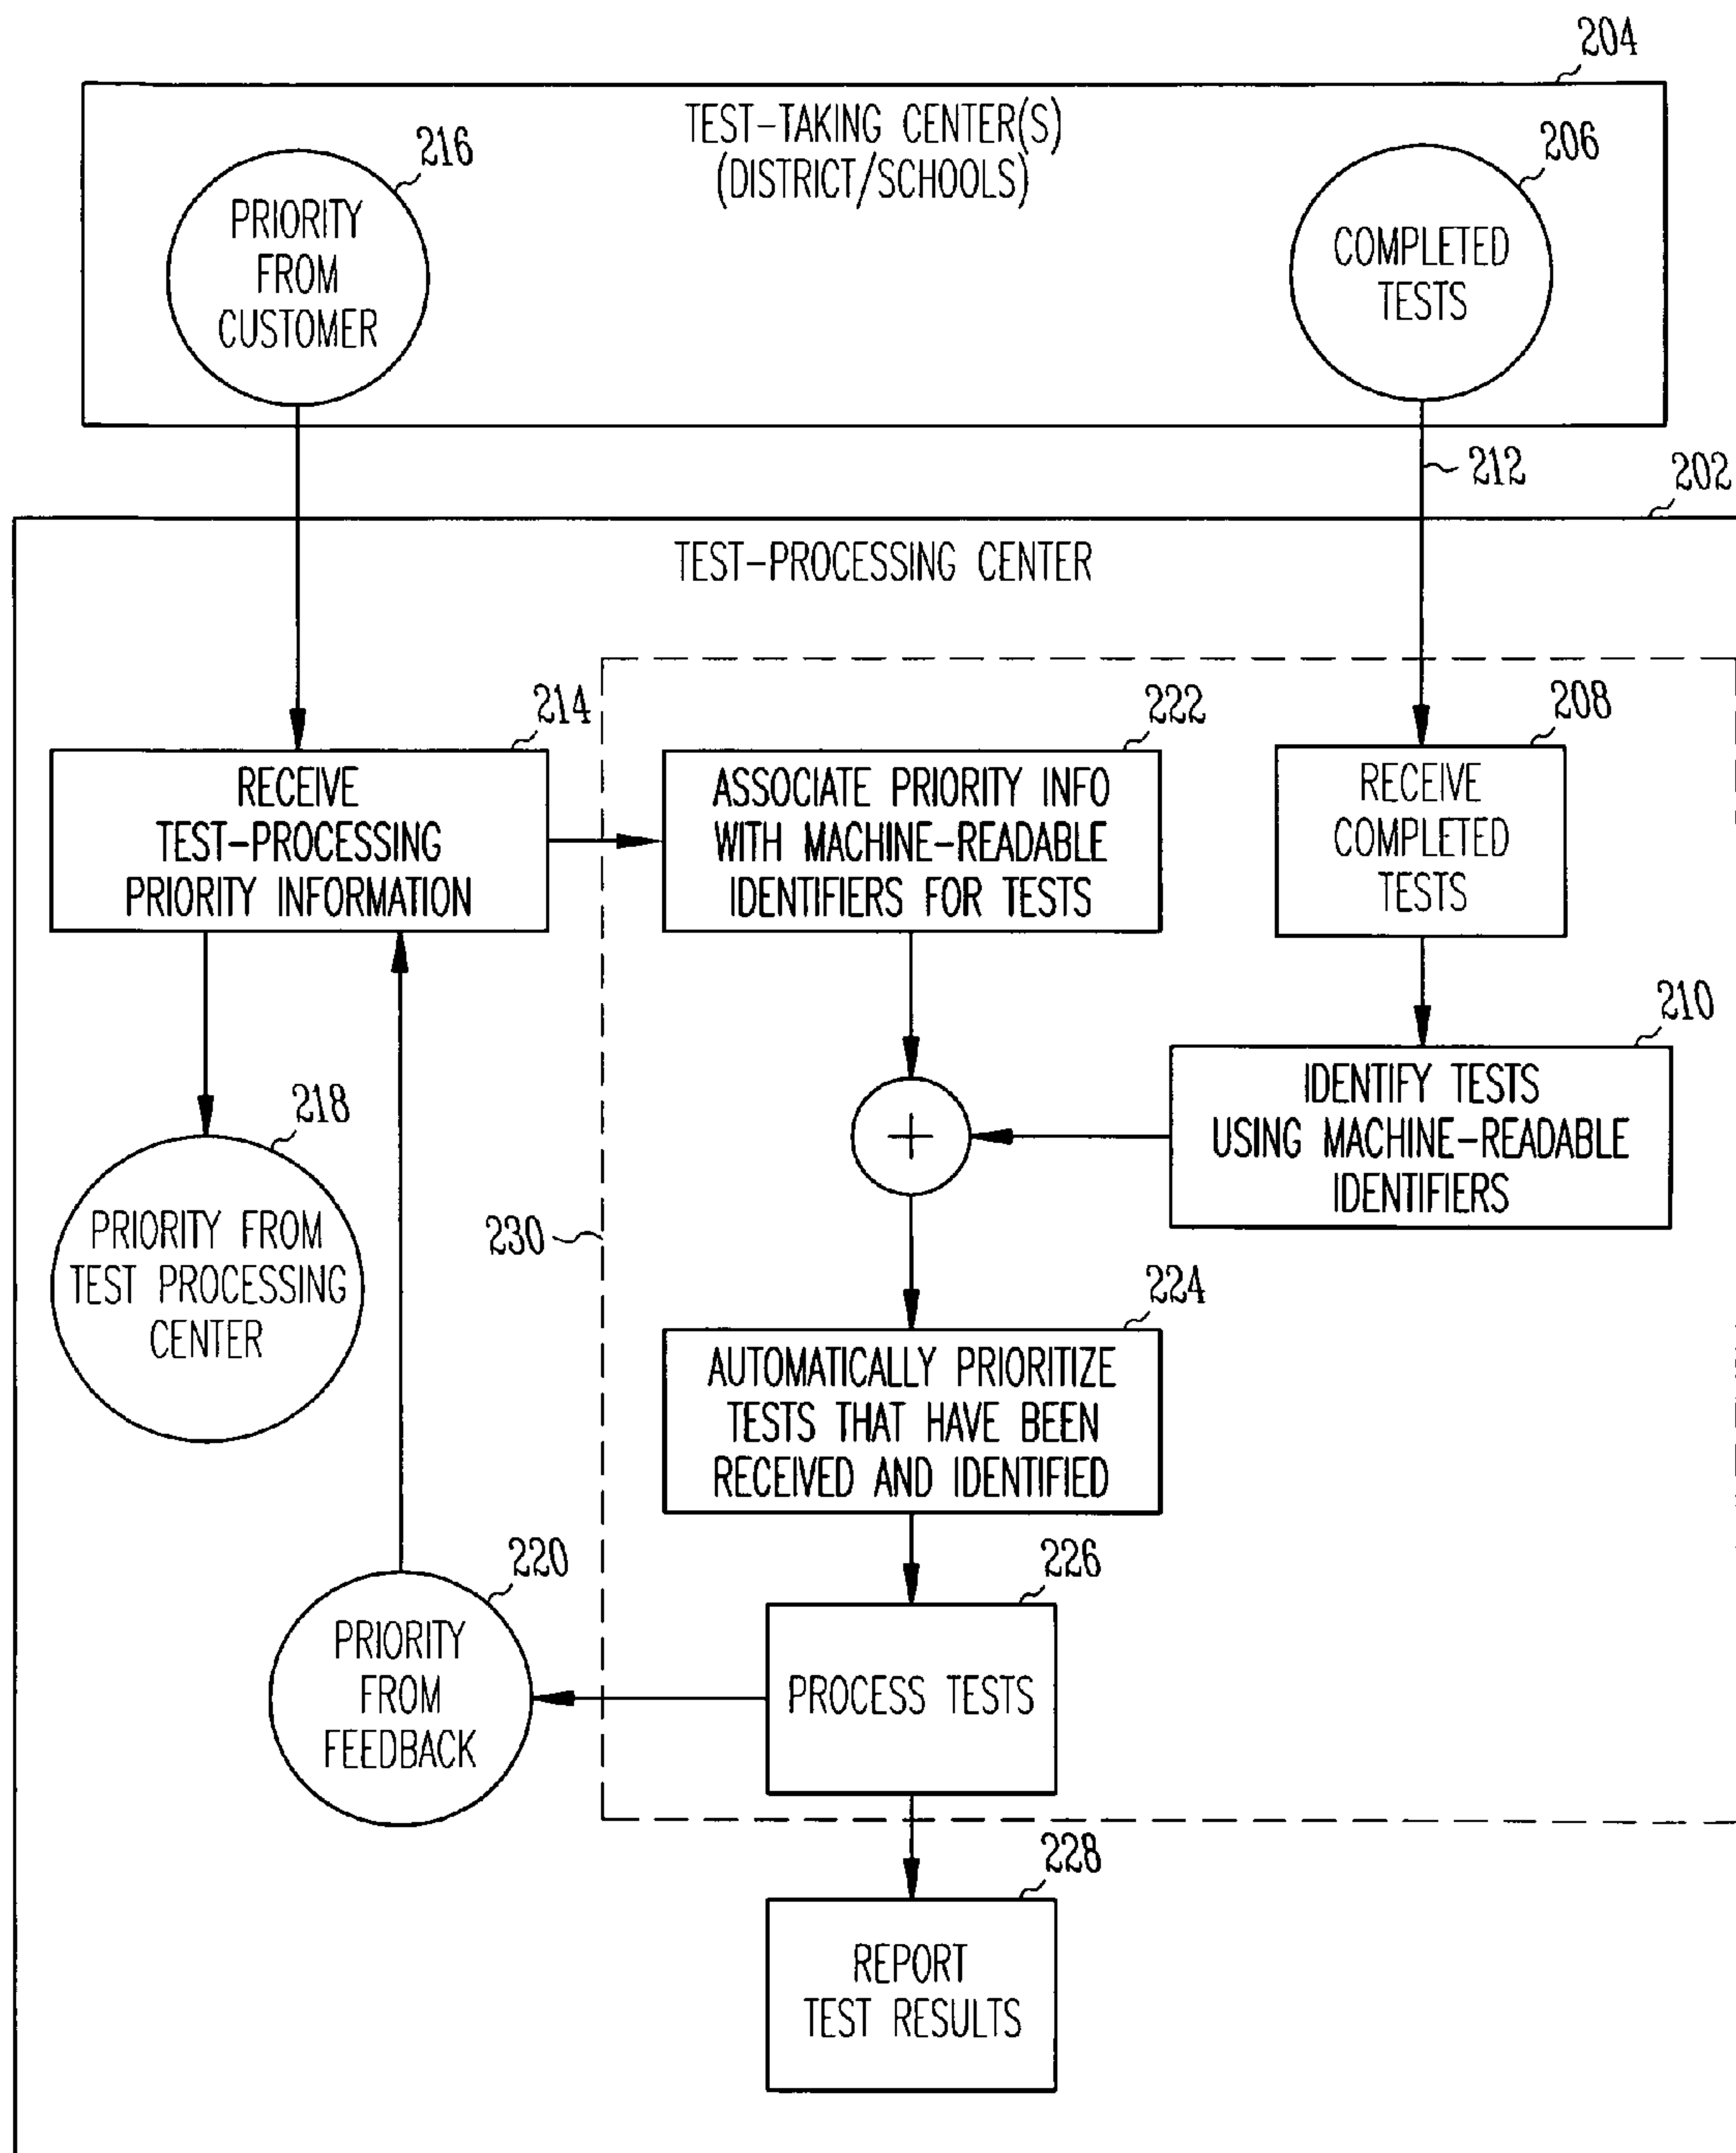 204
TEST-TAKING CENTER(S)
(DISTRICT/SCHOOLS)
216
PRIORITY
FROM
CUSTOMER
206
COMPLETED
TESTS
212
202
TEST-PROCESSING CENTER
214
RECEIVE
TEST-PROCESSING
PRIORITY INFORMATION
222
ASSOCIATE PRIORITY INFO
WITH MACHINE-READABLE
IDENTIFIERS FOR TESTS
208
RECEIVE
COMPLETED
TESTS
210
IDENTIFY TESTS
USING MACHINE-READABLE
IDENTIFIERS
+
218
PRIORITY FROM
TEST PROCESSING
CENTER
230
224
AUTOMATICALLY PRIORITIZE
TESTS THAT HAVE BEEN
RECEIVED AND IDENTIFIED
220
PRIORITY
FROM
FEEDBACK
226
PROCESS TESTS
228
REPORT
TEST RESULTS